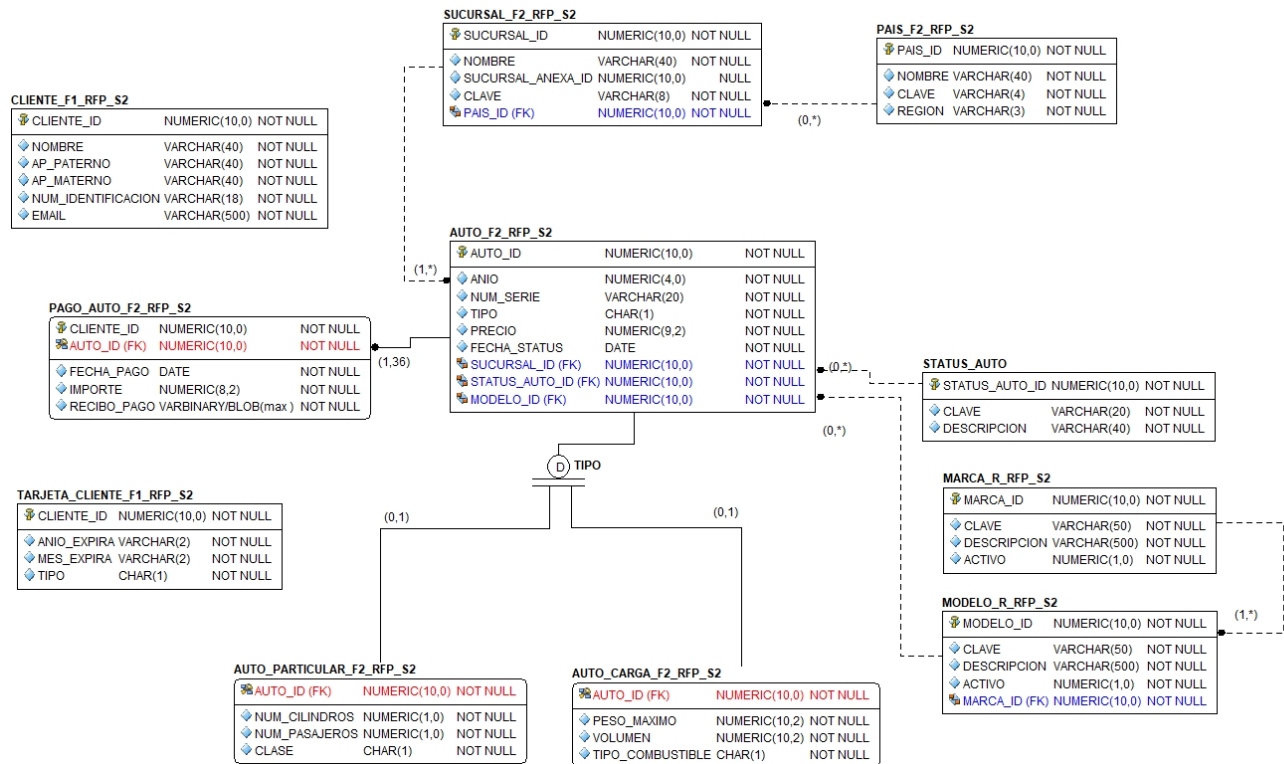 SUCURSAL_F2_RFP_S2
SUCURSAL_ID NUMERIC(10,0) NOT NULL
NOMBRE VARCHAR(40) NOT NULL
SUCURSAL_ANEXA_ID NUMERIC(10,0) NULL
CLAVE VARCHAR(8) NOT NULL
PAIS_ID (FK) NUMERIC(10,0) NOT NULL
PAIS_F2_RFP_S2
PAIS_ID NUMERIC(10,0) NOT NULL
NOMBRE VARCHAR(40) NOT NULL
CLAVE VARCHAR(4) NOT NULL
REGION VARCHAR(3) NOT NULL
(0,*)
CLIENTE_F1_RFP_S2
CLIENTE_ID NUMERIC(10,0) NOT NULL
NOMBRE VARCHAR(40) NOT NULL
AP_PATERNO VARCHAR(40) NOT NULL
AP_MATERNO VARCHAR(40) NOT NULL
NUM_IDENTIFICACION VARCHAR(18) NOT NULL
EMAIL VARCHAR(500) NOT NULL
AUTO_F2_RFP_S2
AUTO_ID NUMERIC(10,0) NOT NULL
ANIO NUMERIC(4,0) NOT NULL
NUM_SERIE VARCHAR(20) NOT NULL
TIPO CHAR(1) NOT NULL
PRECIO NUMERIC(9,2) NOT NULL
FECHA_STATUS DATE NOT NULL
SUCURSAL_ID (FK) NUMERIC(10,0) NOT NULL
STATUS_AUTO_ID (FK) NUMERIC(10,0) NOT NULL
MODELO_ID (FK) NUMERIC(10,0) NOT NULL
(1,*)
PAGO_AUTO_F2_RFP_S2
CLIENTE_ID NUMERIC(10,0) NOT NULL
AUTO_ID (FK) NUMERIC(10,0) NOT NULL
FECHA_PAGO DATE NOT NULL
IMPORTE NUMERIC(8,2) NOT NULL
RECIBO_PAGO VARBINARY/BLOB(max ) NOT NULL
(1,36)
(0,*)
(0,*)
STATUS_AUTO
STATUS_AUTO_ID NUMERIC(10,0) NOT NULL
CLAVE VARCHAR(20) NOT NULL
DESCRIPCION VARCHAR(40) NOT NULL
D TIPO
MARCA_R_RFP_S2
MARCA_ID NUMERIC(10,0) NOT NULL
CLAVE VARCHAR(50) NOT NULL
DESCRIPCION VARCHAR(500) NOT NULL
ACTIVO NUMERIC(1,0) NOT NULL
TARJETA_CLIENTE_F1_RFP_S2
CLIENTE_ID NUMERIC(10,0) NOT NULL
ANIO_EXPIRA VARCHAR(2) NOT NULL
MES_EXPIRA VARCHAR(2) NOT NULL
TIPO CHAR(1) NOT NULL
(0,1)
(0,1)
MODELO_R_RFP_S2
MODELO_ID NUMERIC(10,0) NOT NULL
CLAVE VARCHAR(50) NOT NULL
DESCRIPCION VARCHAR(500) NOT NULL
ACTIVO NUMERIC(1,0) NOT NULL
MARCA_ID (FK) NUMERIC(10,0) NOT NULL
(1,*)
AUTO_PARTICULAR_F2_RFP_S2
AUTO_ID (FK) NUMERIC(10,0) NOT NULL
NUM_CILINDROS NUMERIC(1,0) NOT NULL
NUM_PASAJEROS NUMERIC(1,0) NOT NULL
CLASE CHAR(1) NOT NULL
AUTO_CARGA_F2_RFP_S2
AUTO_ID (FK) NUMERIC(10,0) NOT NULL
PESO_MAXIMO NUMERIC(10,2) NOT NULL
VOLUMEN NUMERIC(10,2) NOT NULL
TIPO_COMBUSTIBLE CHAR(1) NOT NULL